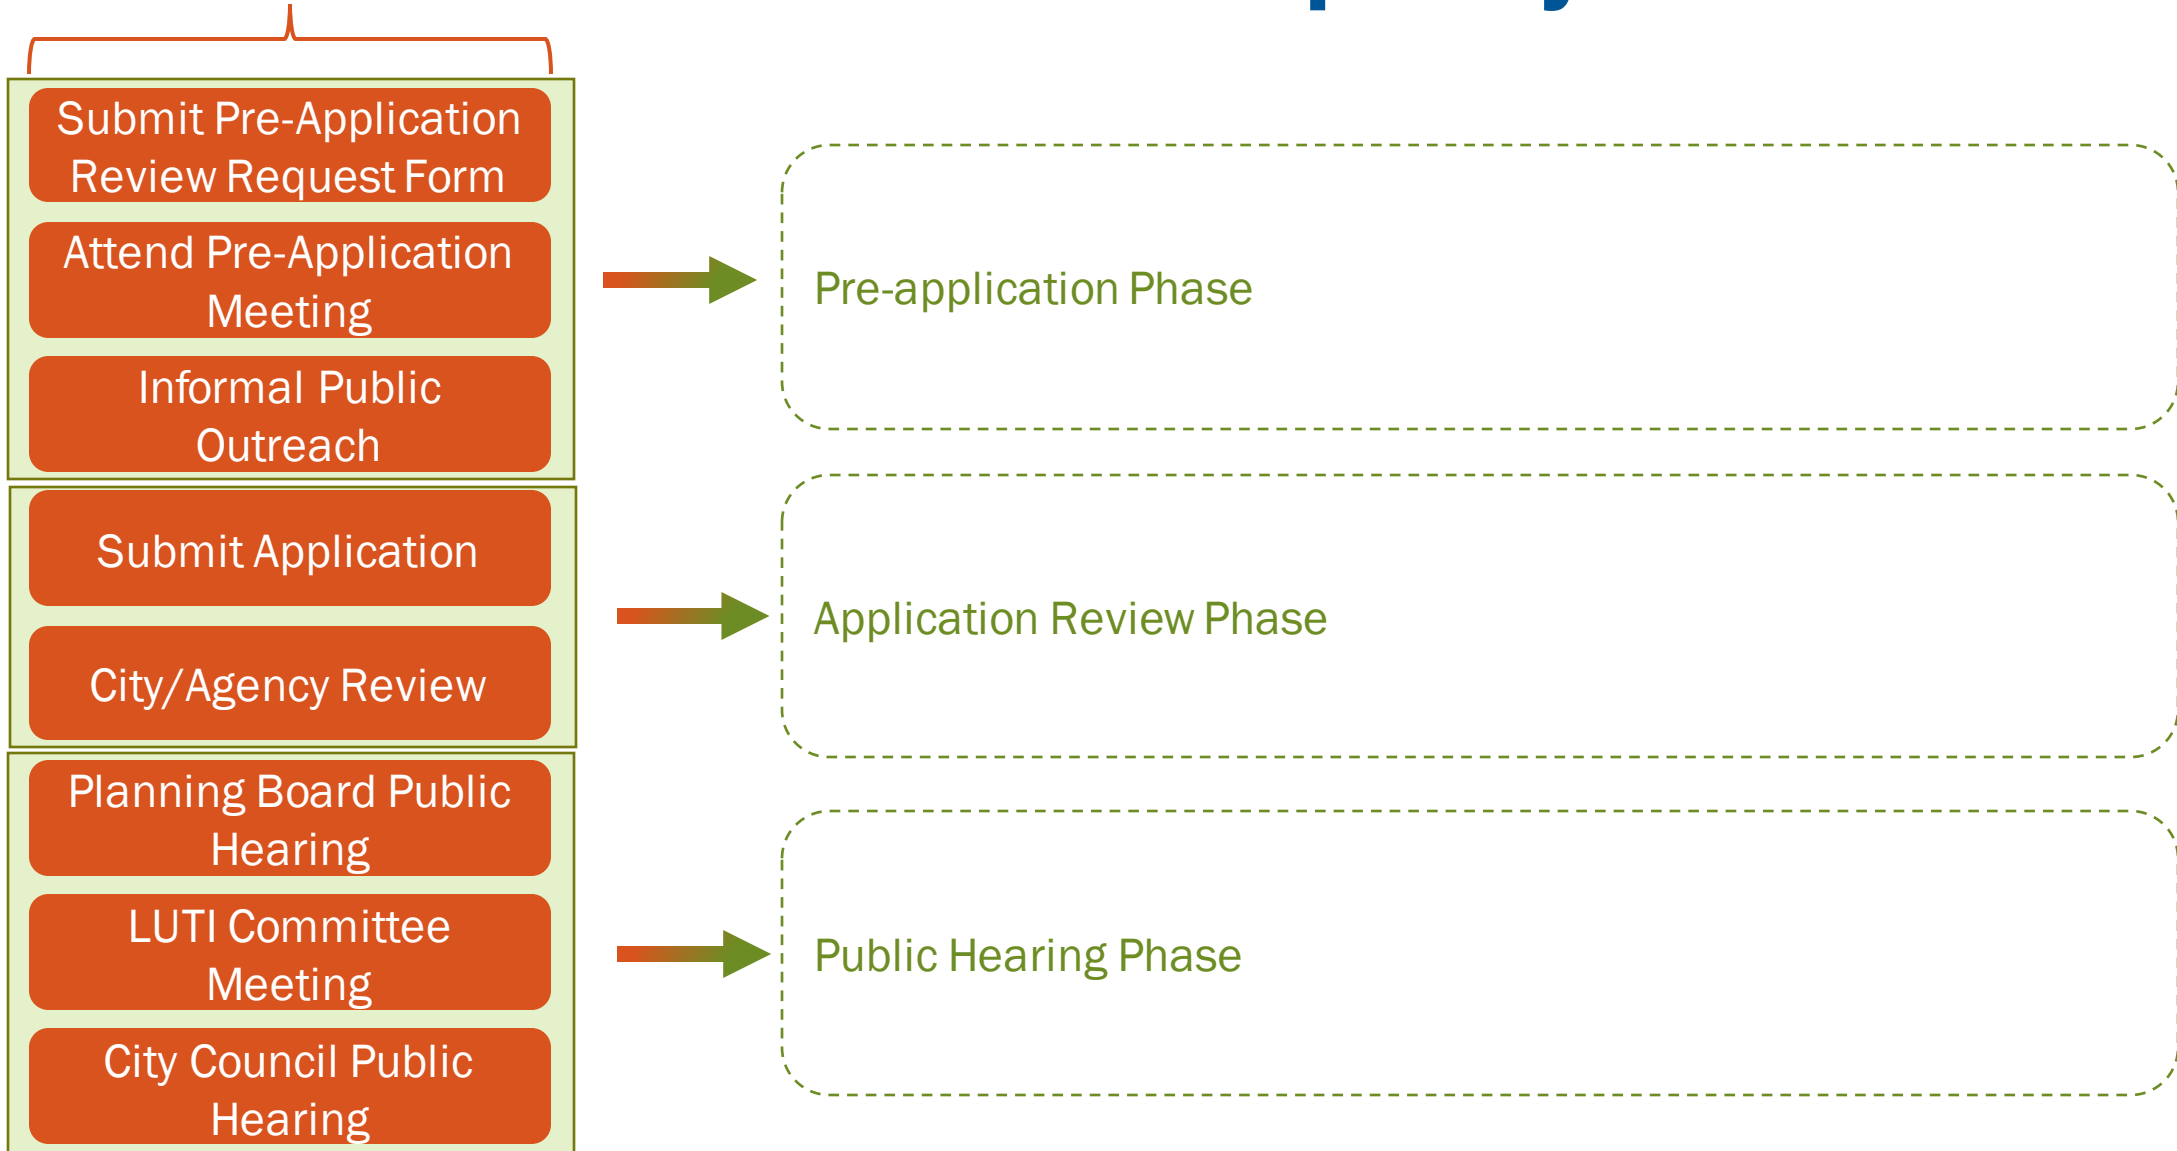 Submit Pre-Application
Review Request Form
Attend Pre-Application
Meeting
Informal Public
Outreach
Pre-application Phase
Submit Application
City/Agency Review
Application Review Phase
Planning Board Public
Hearing
LUTI Committee
Meeting
City Council Public
Hearing
Public Hearing Phase